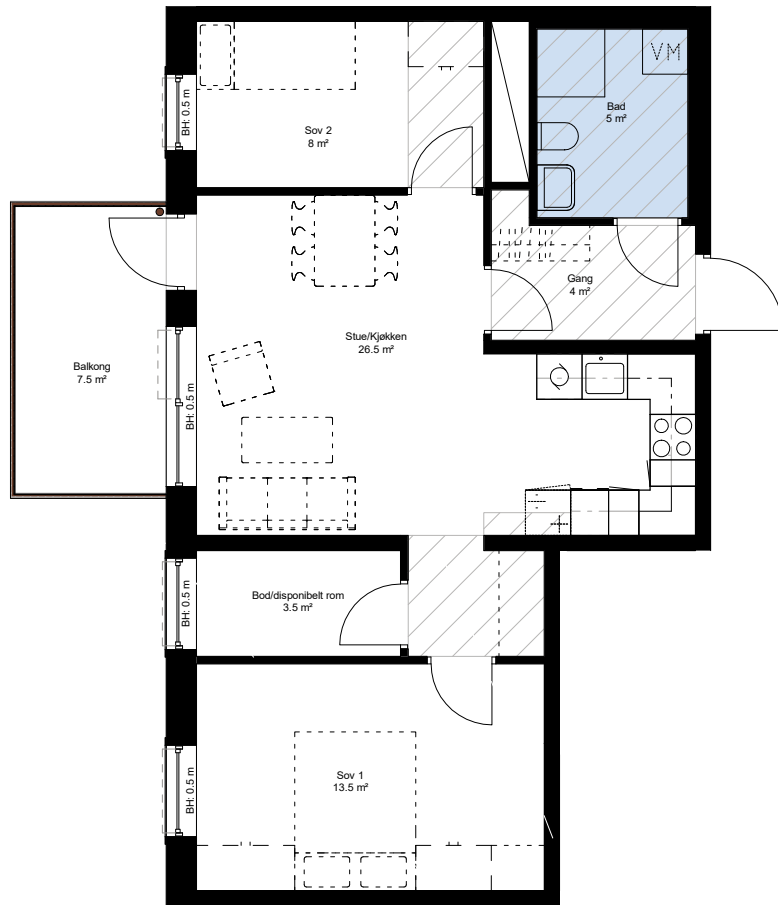 VM
Bad
5 m²
BH: 0.5 m
Sov 2
8 m²
Gang
4 m²
Stue/Kjøkken
26.5 m²
Balkong
7.5 m²
BH: 0.5 m
Bod/disponibelt rom
3.5 m²
BH: 0.5 m
Sov 1
13.5 m²
BH: 0.5 m